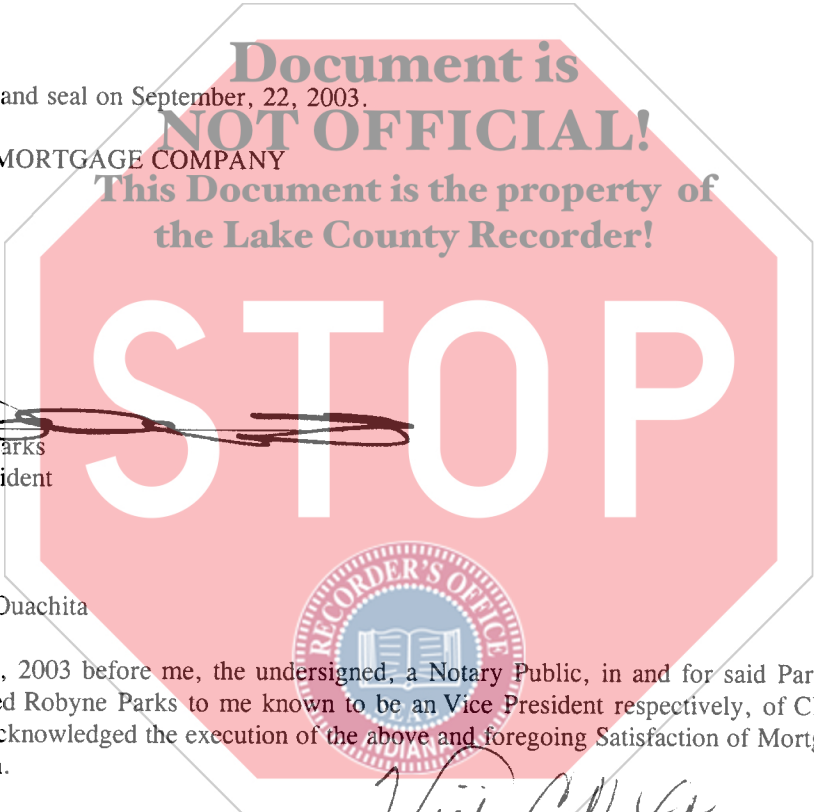 Document is
and seal on September, 22, 2003.
NOT OFFICIAL!
MORTGAGE COMPANY
This Document is the property of
the Lake County Recorder!
STOP
arks
ident
RECORDER'S OFFICE
Ouachita
, 2003 before me, the undersigned, a Notary Public, in and for said Par
ed Robyne Parks to me known to be an Vice President respectively, of C
cknowledged the execution of the above and foregoing Satisfaction of Mortg
SEAL
INDIANA